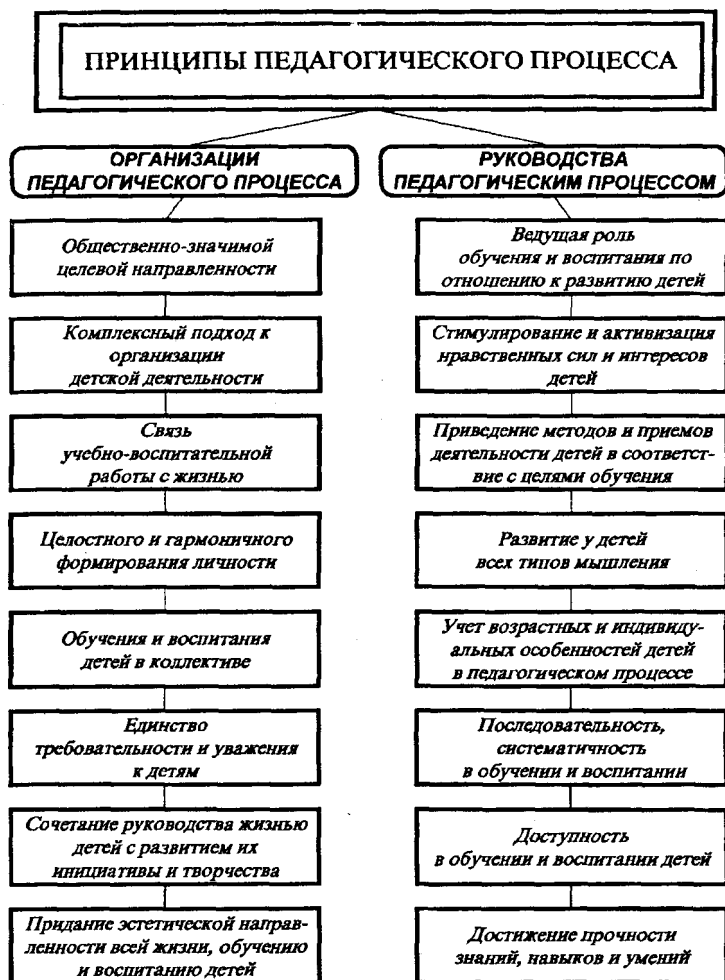 ПРИНЦИПЫ ПЕДАГОГИЧЕСКОГО ПРОЦЕССА
ОРГАНИЗАЦИИ
ПЕДАГОГИЧЕСКОГО ПРОЦЕССА
Общественно-значимой
целевой направленности
Комплексный подход к
организации
детской деятельности
Связь
учебно-воспитательной
работы с жизнью
Целостного и гармоничного
формирования личности
Обучения и воспитания
детей в коллективе
Единство
требовательности и уважения
к детям
Сочетание руководства жизнью
детей с развитием их
инициативы и творчества
Придание эстетической направ-
ленности всей жизни, обучению
и воспитанию детей
РУКОВОДСТВА
ПЕДАГОГИЧЕСКИМ ПРОЦЕССОМ
Ведущая роль
обучения и воспитания по
отношению к развитию детей
Стимулирование и активизация
нравственных сил и интересов
детей
Приведение методов и приемов
деятельности детей в соответст-
вие с целями обучения
Развитие у детей
всех типов мышления
Учет возрастных и индивиду-
альных особенностей детей
в педагогическом процессе
Последовательность,
систематичность
в обучении и воспитании
Доступность
в обучении и воспитании детей
Достижение прочности
знаний, навыков и умений